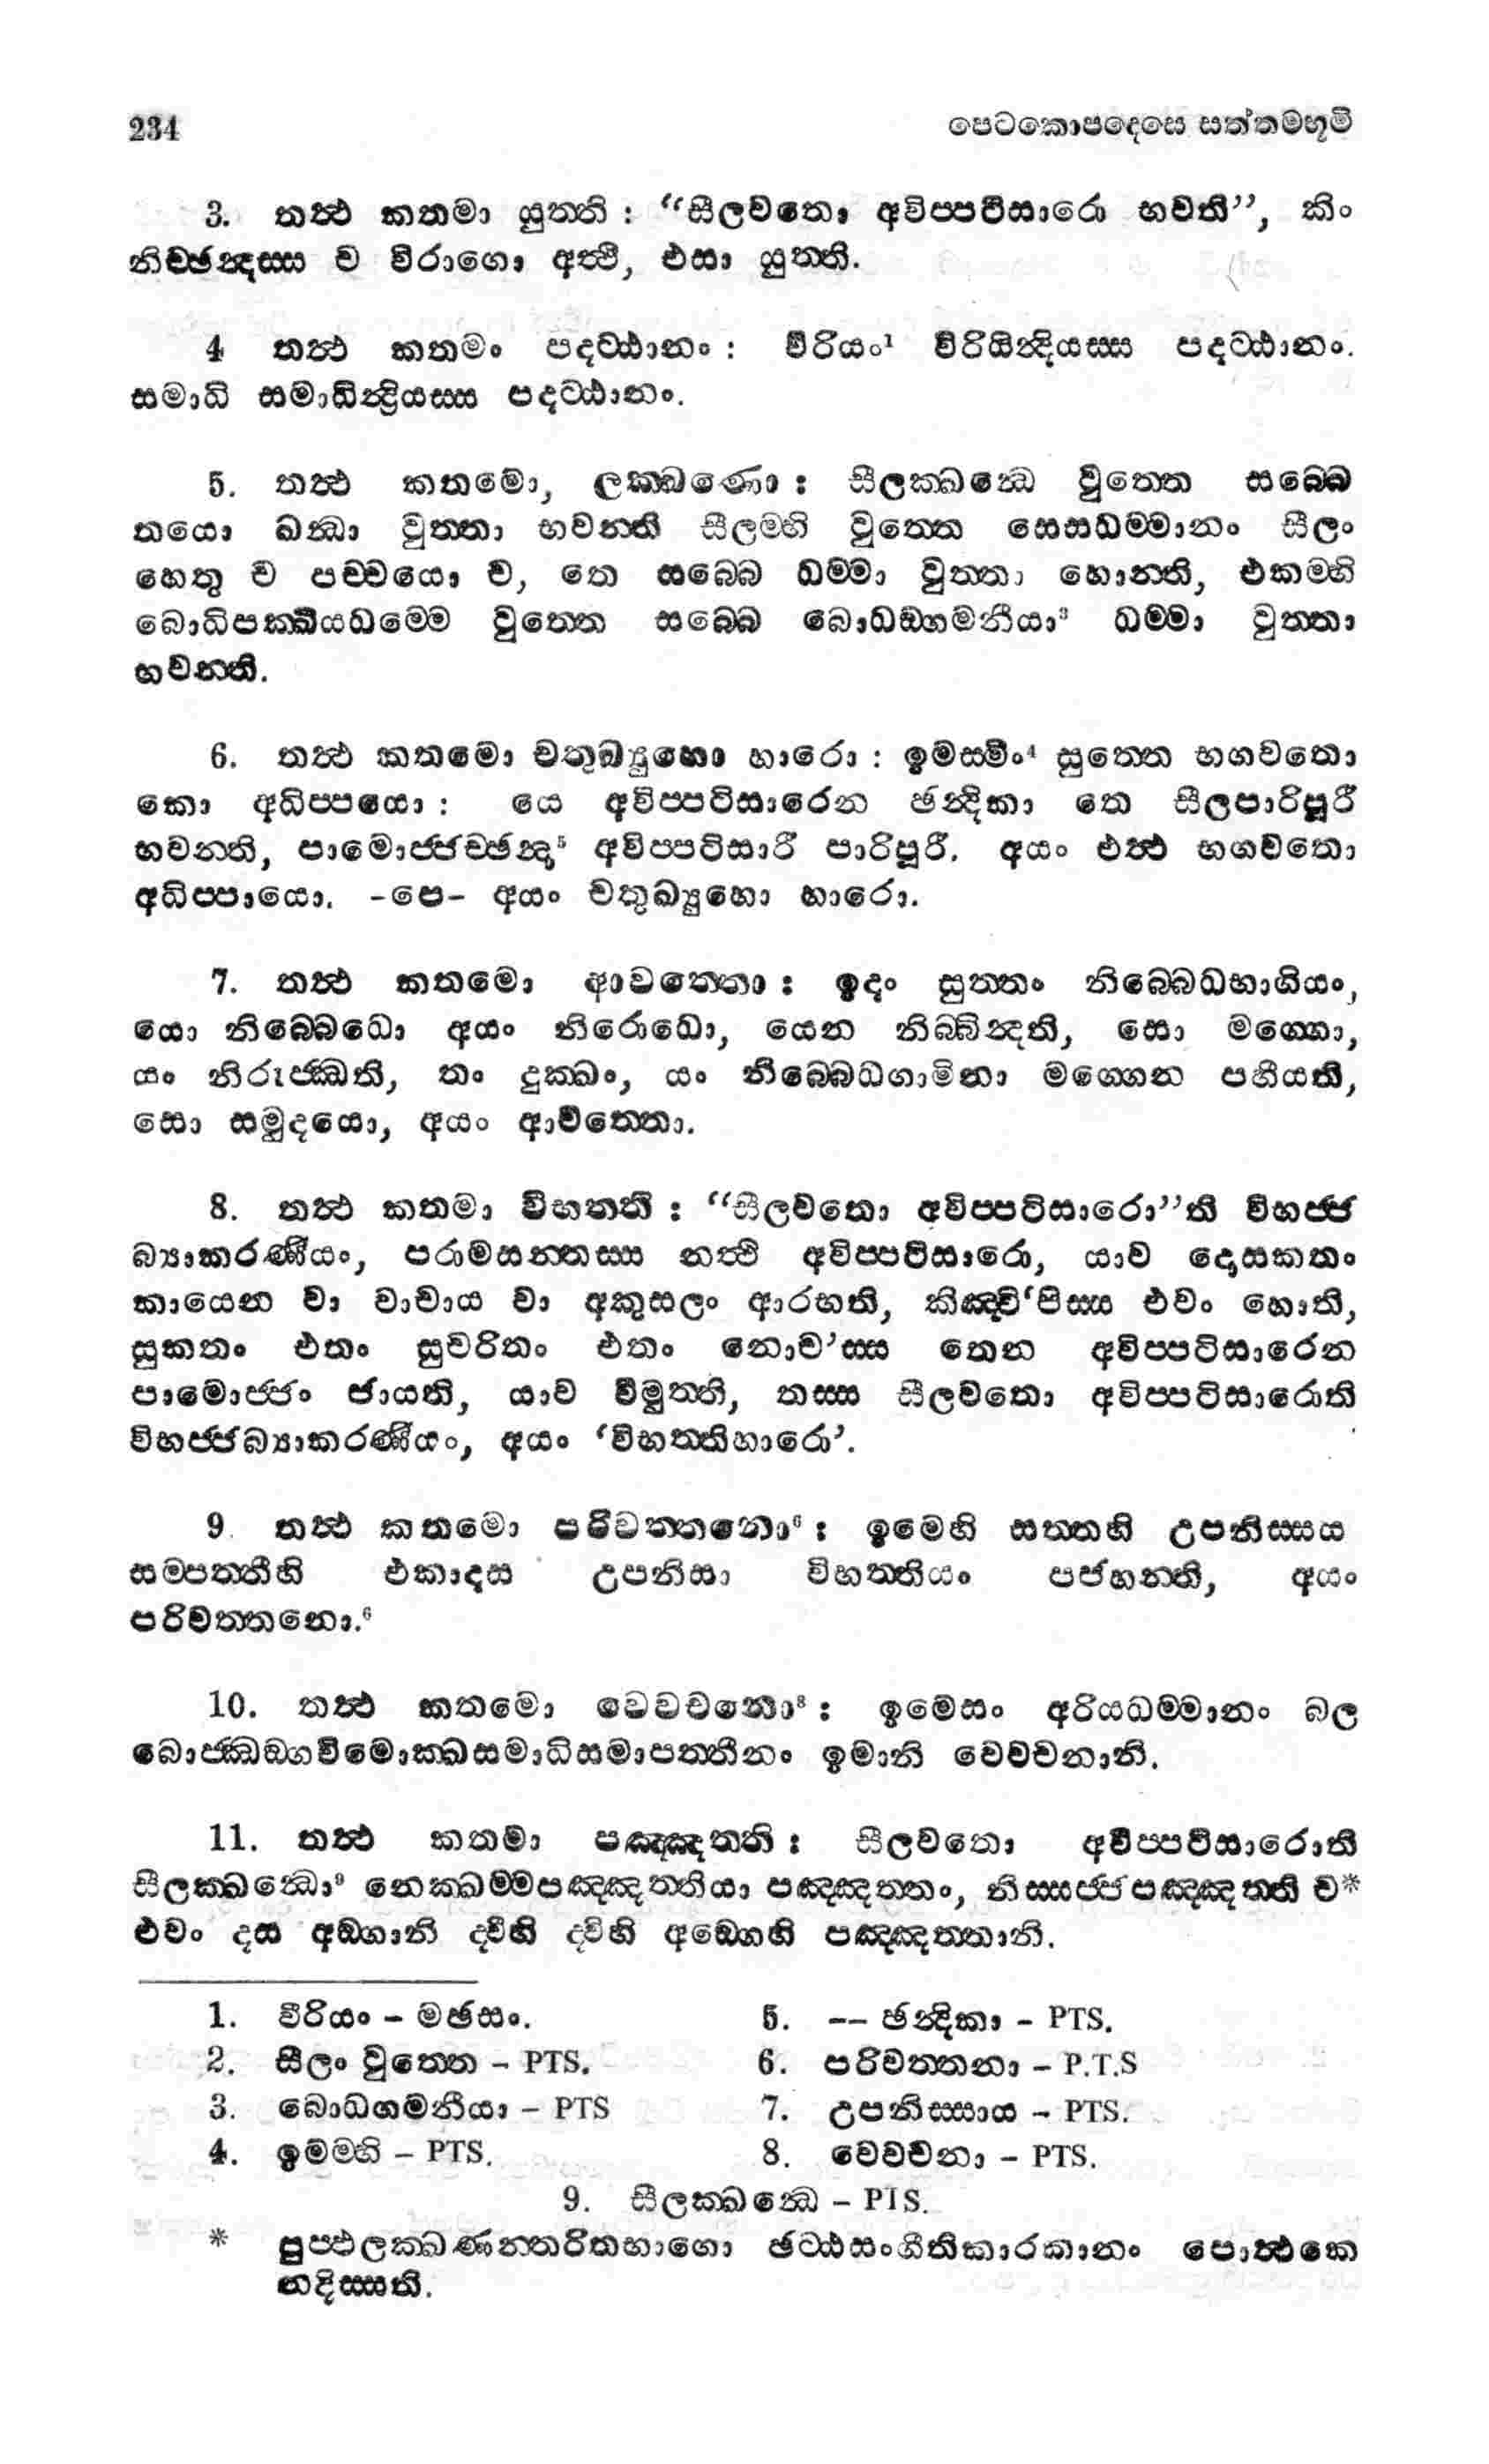 234 පෙටකොපදෙසෙ සත්තමභූමි
3. තත්‍ථ කතමා යුත්‍ති : “සීලවතො අවිප්පටිසාරො භවති”, කිං
නිච්ඡන්‍දස්ස ච විරාගො අත්‍ථි, එසා යුත්‍ති.
4 තත්‍ථ කතමං පදට්ඨානං : වීරියං¹ වීරියින්‍ද්‍රියස්ස පදට්ඨානං.
සමාධි සමාධින්‍ද්‍රියස්ස පදට්ඨානං.
5. තත්‍ථ කතමො, ලක්ඛණො : සීලක්ඛන්‍ධෙ වුත්තෙ සබ්බෙ
තයො ඛන්‍ධා වුත්තා භවන්ති සීලම්හි වුත්තෙ සෙසධම්මානං සීලං
හෙතු ච පච්චයො ච, තෙ සබ්බෙ ධම්මා වුත්තා හොන්ති, එකම්හි
බොධිපක්ඛියධම්මෙ වුත්තෙ සබ්බෙ බොධඞ්ගමනීයා³ ධම්මා වුත්තා
භවන්ති.
6. තත්‍ථ කතමො චතුබ්‍යුහො හාරො : ඉමස්මිං⁴ සුත්තෙ භගවතො
කො අධිප්පයො : යෙ අවිප්පටිසාරෙන ඡන්‍දිකා තෙ සීලපාරිපූරී
භවන්ති, පාමොජ්ජච්ඡන්‍දා⁵ අවිප්පටිසාරී පාරිපූරී. අයං එත්‍ථ භගවතො
අධිප්පායො. -පෙ- අයං චතුබ්‍යුහො හාරො.
7. තත්‍ථ කතමො ආවත්තො : ඉදං සුත්තං නිබ්බෙධභාගියං,
යො නිබ්බෙධො අයං නිරොධො, යෙන නිබ්බින්‍දති, සො මග්ගො,
යං නිරුජ්ඣති, තං දුක්ඛං, යං නිබ්බෙධගාමිනා මග්ගෙන පහීයති,
සො සමුදයො, අයං ආවත්තො.
8. තත්‍ථ කතමා විභත්ති : “සීලවතො අවිප්පටිසාරො”ති විභජ්ජ
බ්‍යාකරණීයං, පරාමසන්තස්ස නත්‍ථි අවිප්පටිසාරො, යාව දොසකතං
කායෙන වා වාචාය වා අකුසලං ආරභති, කිඤ්චි‘පිස්ස එවං හොති,
සුකතං එතං සුචරිතං එතං නොච’ස්ස තෙන අවිප්පටිසාරෙන
පාමොජ්ජං ජායති, යාව විමුත්ති, තස්ස සීලවතො අවිප්පටිසාරොති
විභජ්ජබ්‍යාකරණීයං, අයං ‘විභත්තිහාරො’.
9. තත්‍ථ කතමො පරිවත්තනො⁶ : ඉමෙහි සත්තහි උපනිස්සය
සම්පත්තීහි එකාදස උපනිසා විභත්තියං පජහන්ති, අයං
පරිවත්තනො.⁶
10. තත්‍ථ කතමො වෙවචනො⁸ : ඉමෙසං අරියධම්මානං බල
බොජ්ඣඞ්ගවිමොක්ඛසමාධිසමාපත්තීනං ඉමානි වෙවචනානි.
11. තත්‍ථ කතමා පඤ්ඤත්ති : සීලවතො අවිප්පටිසාරොති
සීලක්ඛන්‍ධො⁹ නෙක්ඛම්මපඤ්ඤත්තියා පඤ්ඤත්තං, නිස්සජ්ජපඤ්ඤත්ති ච*
එවං දස අඞ්ගානි ද්වීහි ද්වීහි අඞ්ගෙහි පඤ්ඤත්තානි.
1. වීරියං – මඡසං.
2. සීලං වුත්තෙ – PTS.
3. බොධගමනීයා – PTS
4. ඉමම්හි – PTS.
5. –– ඡන්‍දිකා – PTS.
6. පරිවත්තනා – P.T.S
7. උපනිස්සාය – PTS.
8. වෙවචනා – PTS.
9. සීලක්ඛන්‍ධෙ – PTS.
* පුප්ඵලක්ඛණන්තරිතභාගො ඡට්ඨසංගීතිකාරකානං පොත්‍ථකෙ
නදිස්සති.